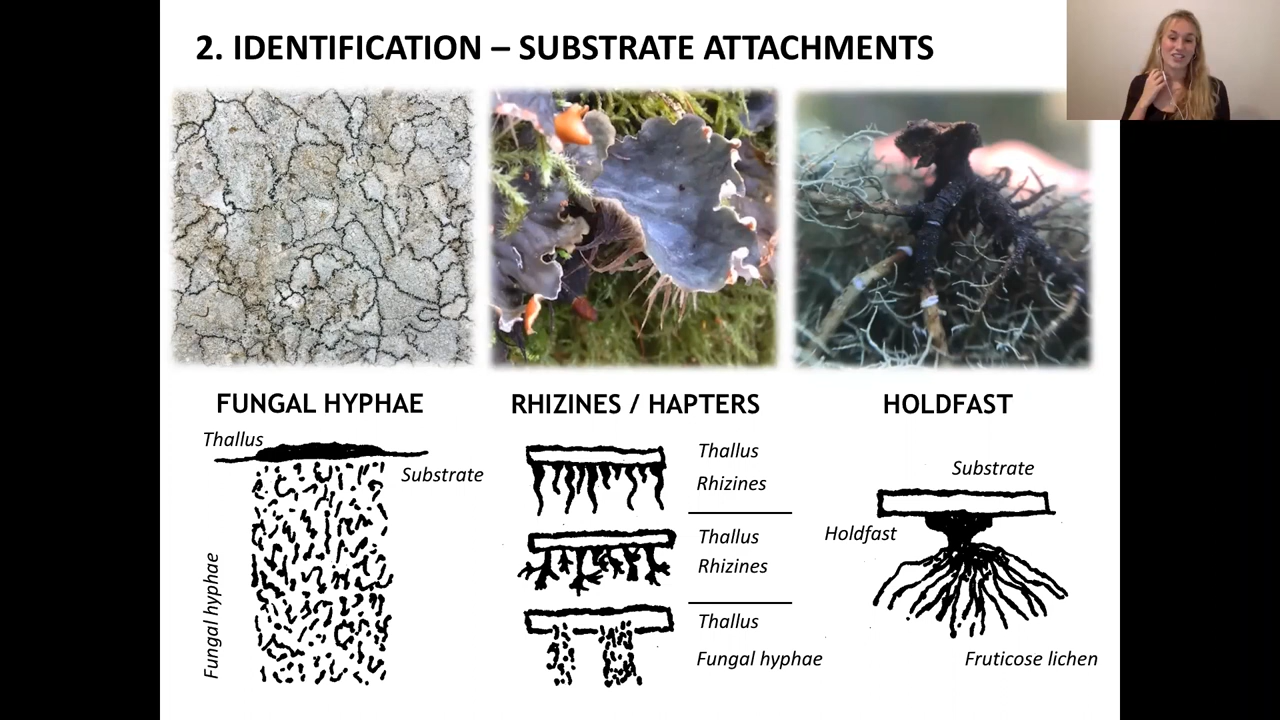 2. IDENTIFICATION – SUBSTRATE ATTACHMENTS
FUNGAL HYPHAE
Thallus
Substrate
Fungal hyphae
RHIZINES / HAPTERS
Thallus
Rhizines
Thallus
Rhizines
Thallus
Fungal hyphae
HOLDFAST
Substrate
Holdfast
Fruticose lichen